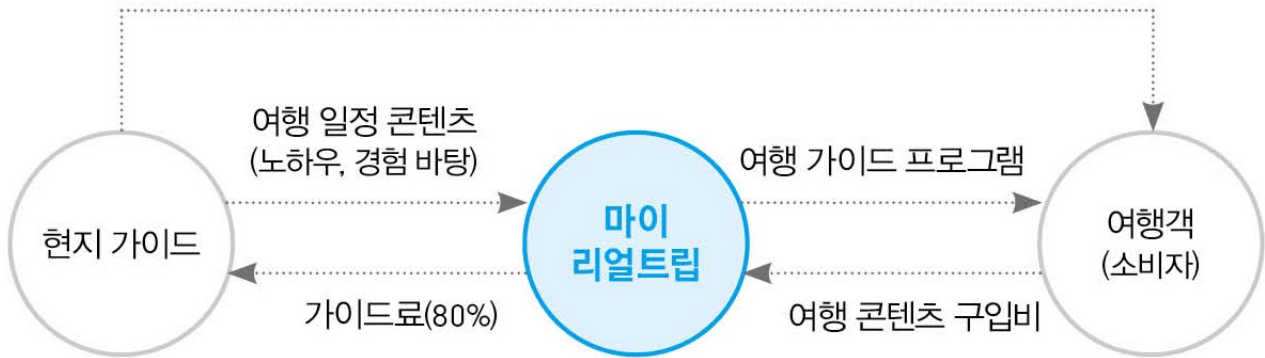 여행 일정 콘텐츠
(노하우, 경험 바탕)
여행 가이드 프로그램
현지 가이드
마이
리얼트립
여행객
(소비자)
가이드료(80%)
여행 콘텐츠 구입비